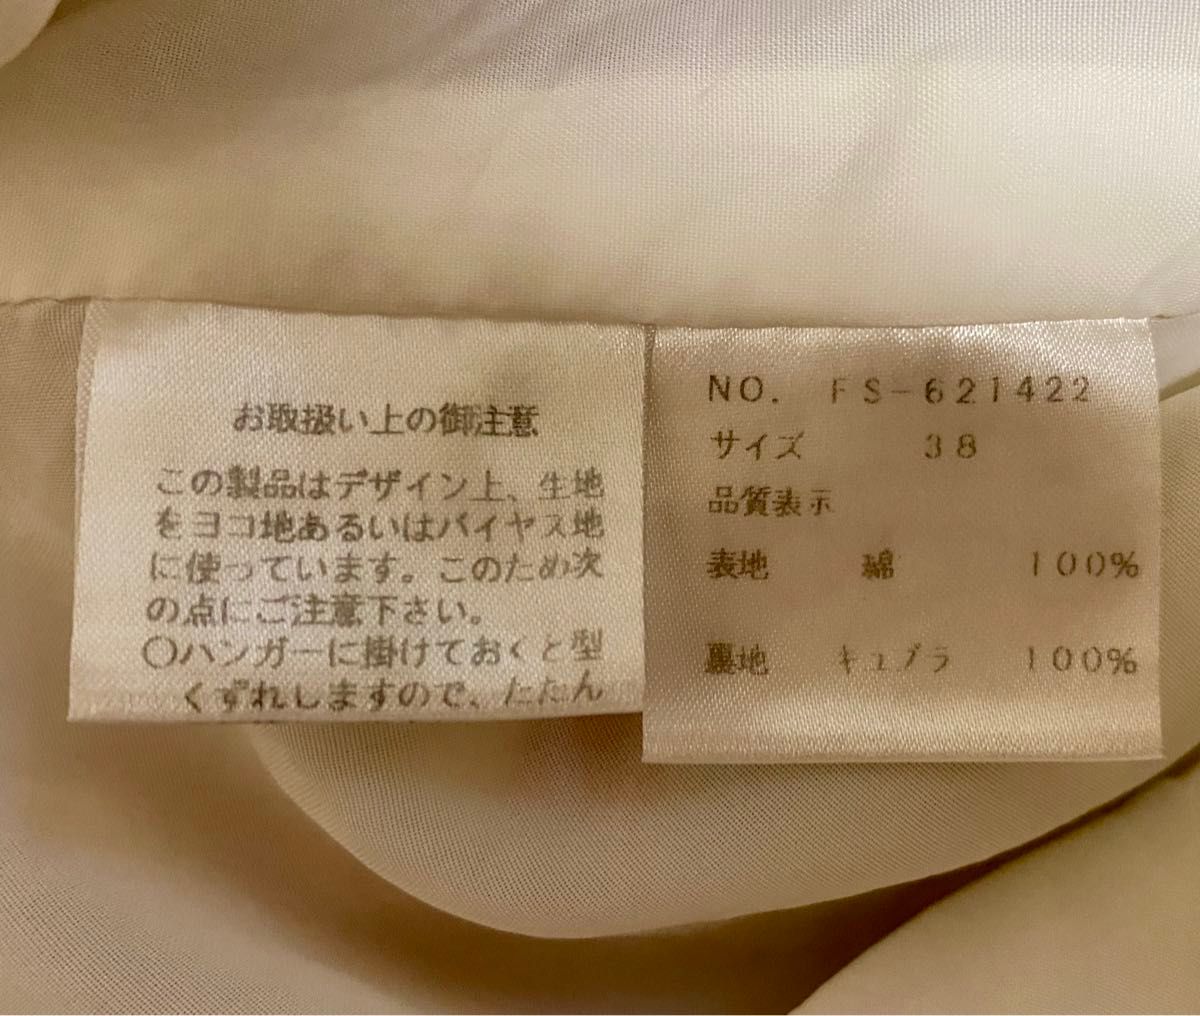 お取扱い上の御注意
この製品はデザイン上、生地
をヨコ地あるいはバイヤス地
に使っています。このため次
の点にご注意下さい。
○ハンガーに掛けておくと型
くずれしますので、たたん
NO. FS-621422
サイズ 38
品質表示
表地 綿 100%
裏地 キュプラ 100%